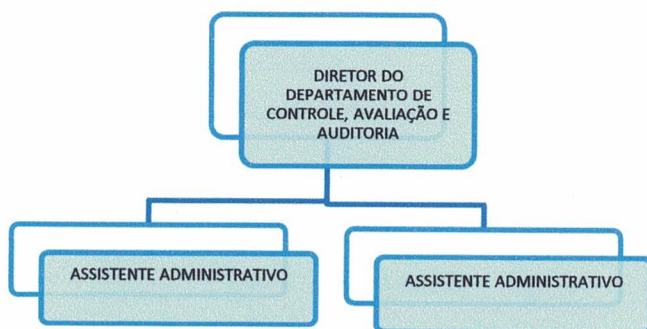 DIRETOR DO
DEPARTAMENTO DE
CONTROLE, AVALIAÇÃO E
AUDITORIA
ASSISTENTE ADMINISTRATIVO
ASSISTENTE ADMINISTRATIVO